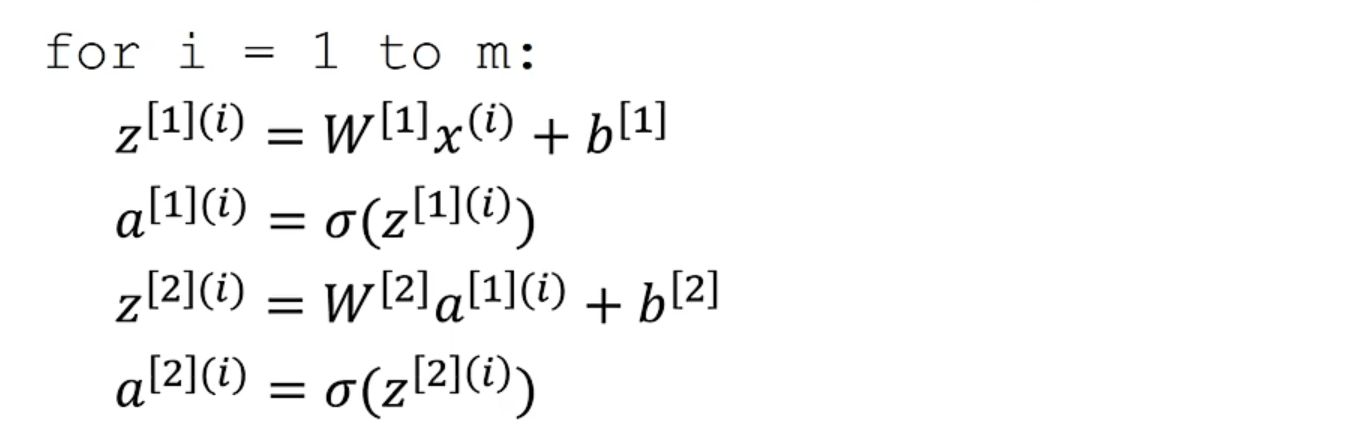 for i = 1 to m:
z^{[1](i)} = W^{[1]}x^{(i)} + b^{[1]}
a^{[1](i)} = σ(z^{[1](i)})
z^{[2](i)} = W^{[2]}a^{[1](i)} + b^{[2]}
a^{[2](i)} = σ(z^{[2](i)})